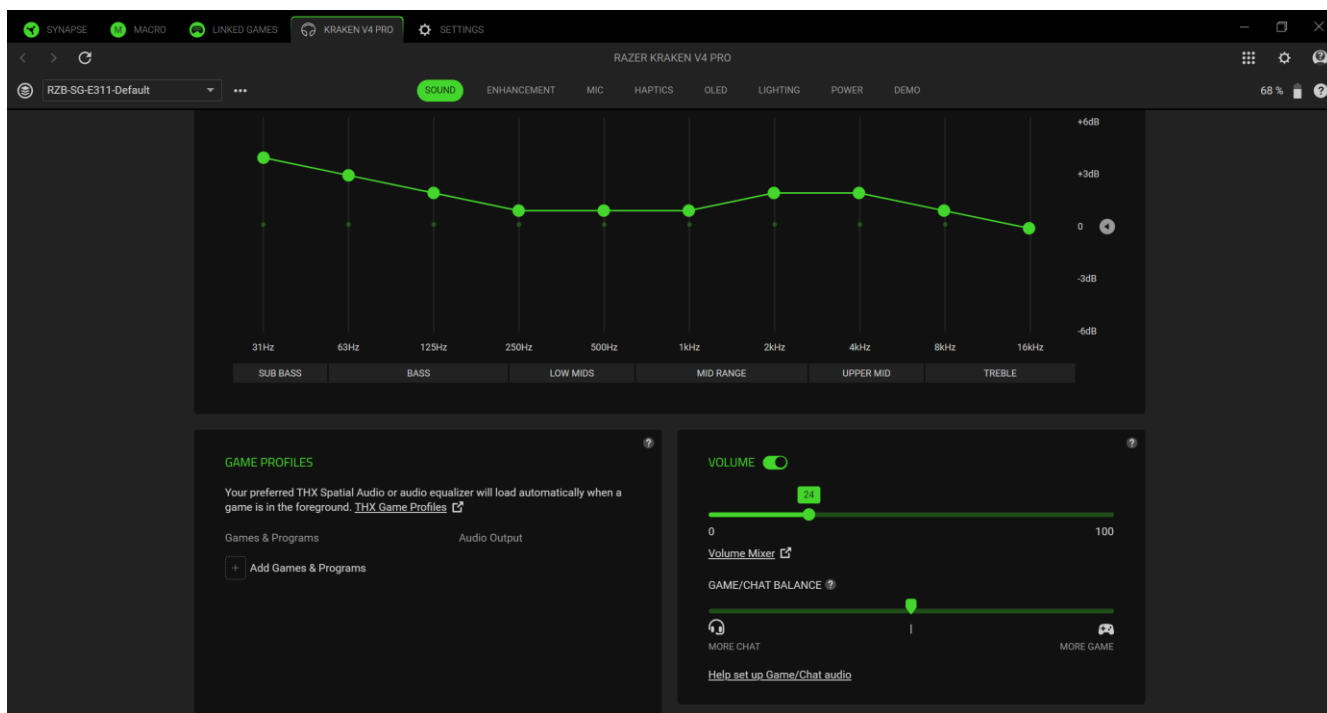 SYNAPSE M MACRO LINKED GAMES KRAKEN V4 PRO SETTINGS
RAZER KRAKEN V4 PRO
RZB-SG-E311-Default SOUND ENHANCEMENT MIC HAPTICS OLED LIGHTING POWER DEMO 68 % ?
+6dB
+3dB
0
-3dB
-6dB
31Hz 63Hz 125Hz 250Hz 500Hz 1kHz 2kHz 4kHz 8kHz 16kHz
SUB BASS BASS LOW MIDS MID RANGE UPPER MID TREBLE
?
GAME PROFILES
Your preferred THX Spatial Audio or audio equalizer will load automatically when a
game is in the foreground. THX Game Profiles
Games & Programs Audio Output
+ Add Games & Programs
?
VOLUME
24
0 100
Volume Mixer
GAME/CHAT BALANCE ?
MORE CHAT MORE GAME
Help set up Game/Chat audio